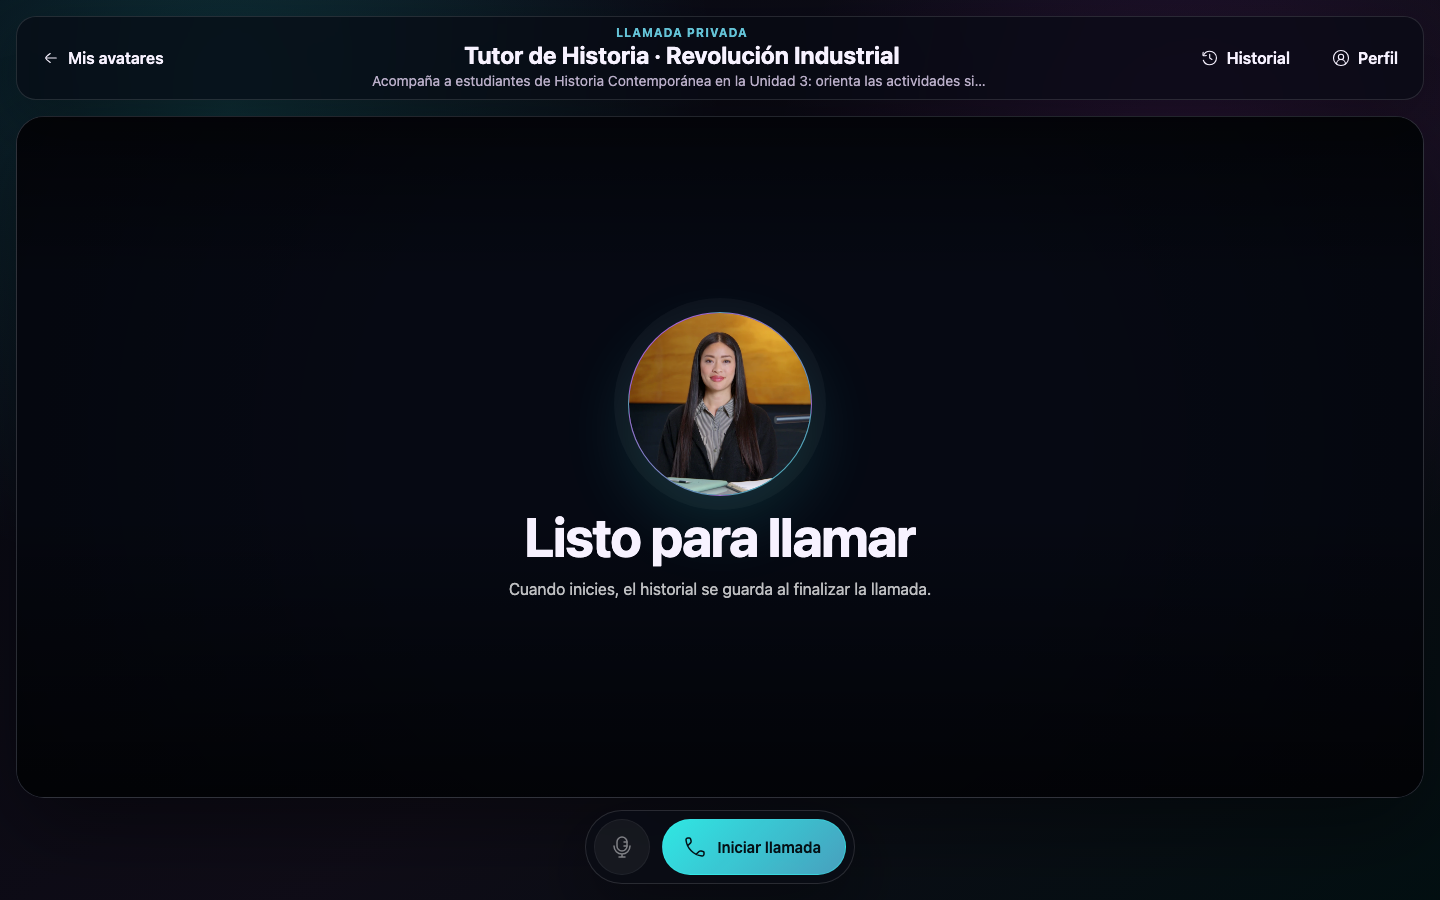 LLAMADA PRIVADA
Mis avatares
Tutor de Historia · Revolución Industrial
Historial
Perfil
Acompaña a estudiantes de Historia Contemporánea en la Unidad 3: orienta las actividades si...
Listo para llamar
Cuando inicies, el historial se guarda al finalizar la llamada.
Iniciar llamada